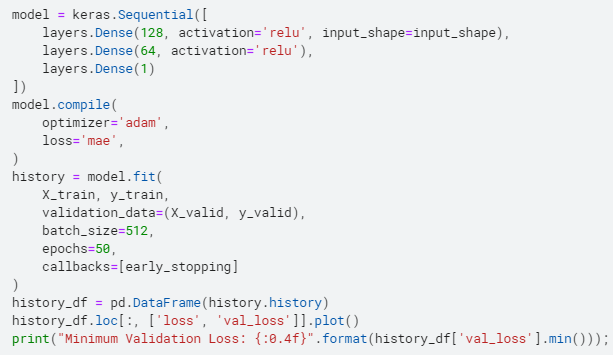 model = keras.Sequential([
    layers.Dense(128, activation='relu', input_shape=input_shape),
    layers.Dense(64, activation='relu'),
    layers.Dense(1)
])
model.compile(
    optimizer='adam',
    loss='mae',
)
history = model.fit(
    X_train, y_train,
    validation_data=(X_valid, y_valid),
    batch_size=512,
    epochs=50,
    callbacks=[early_stopping]
)
history_df = pd.DataFrame(history.history)
history_df.loc[:, ['loss', 'val_loss']].plot()
print("Minimum Validation Loss: {:0.4f}".format(history_df['val_loss'].min()));